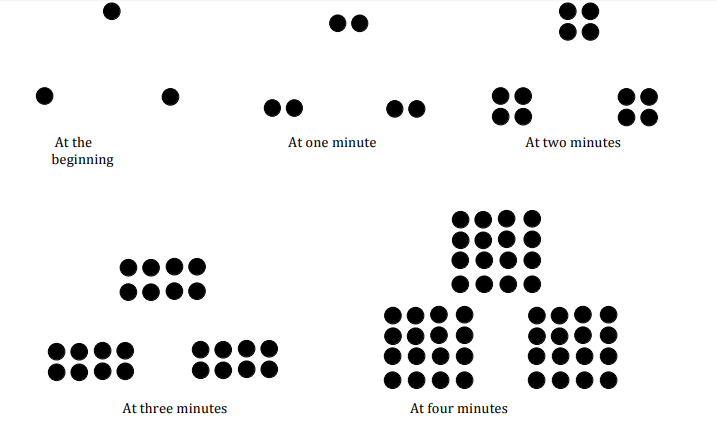 At the
beginning
At one minute
At two minutes
At three minutes
At four minutes